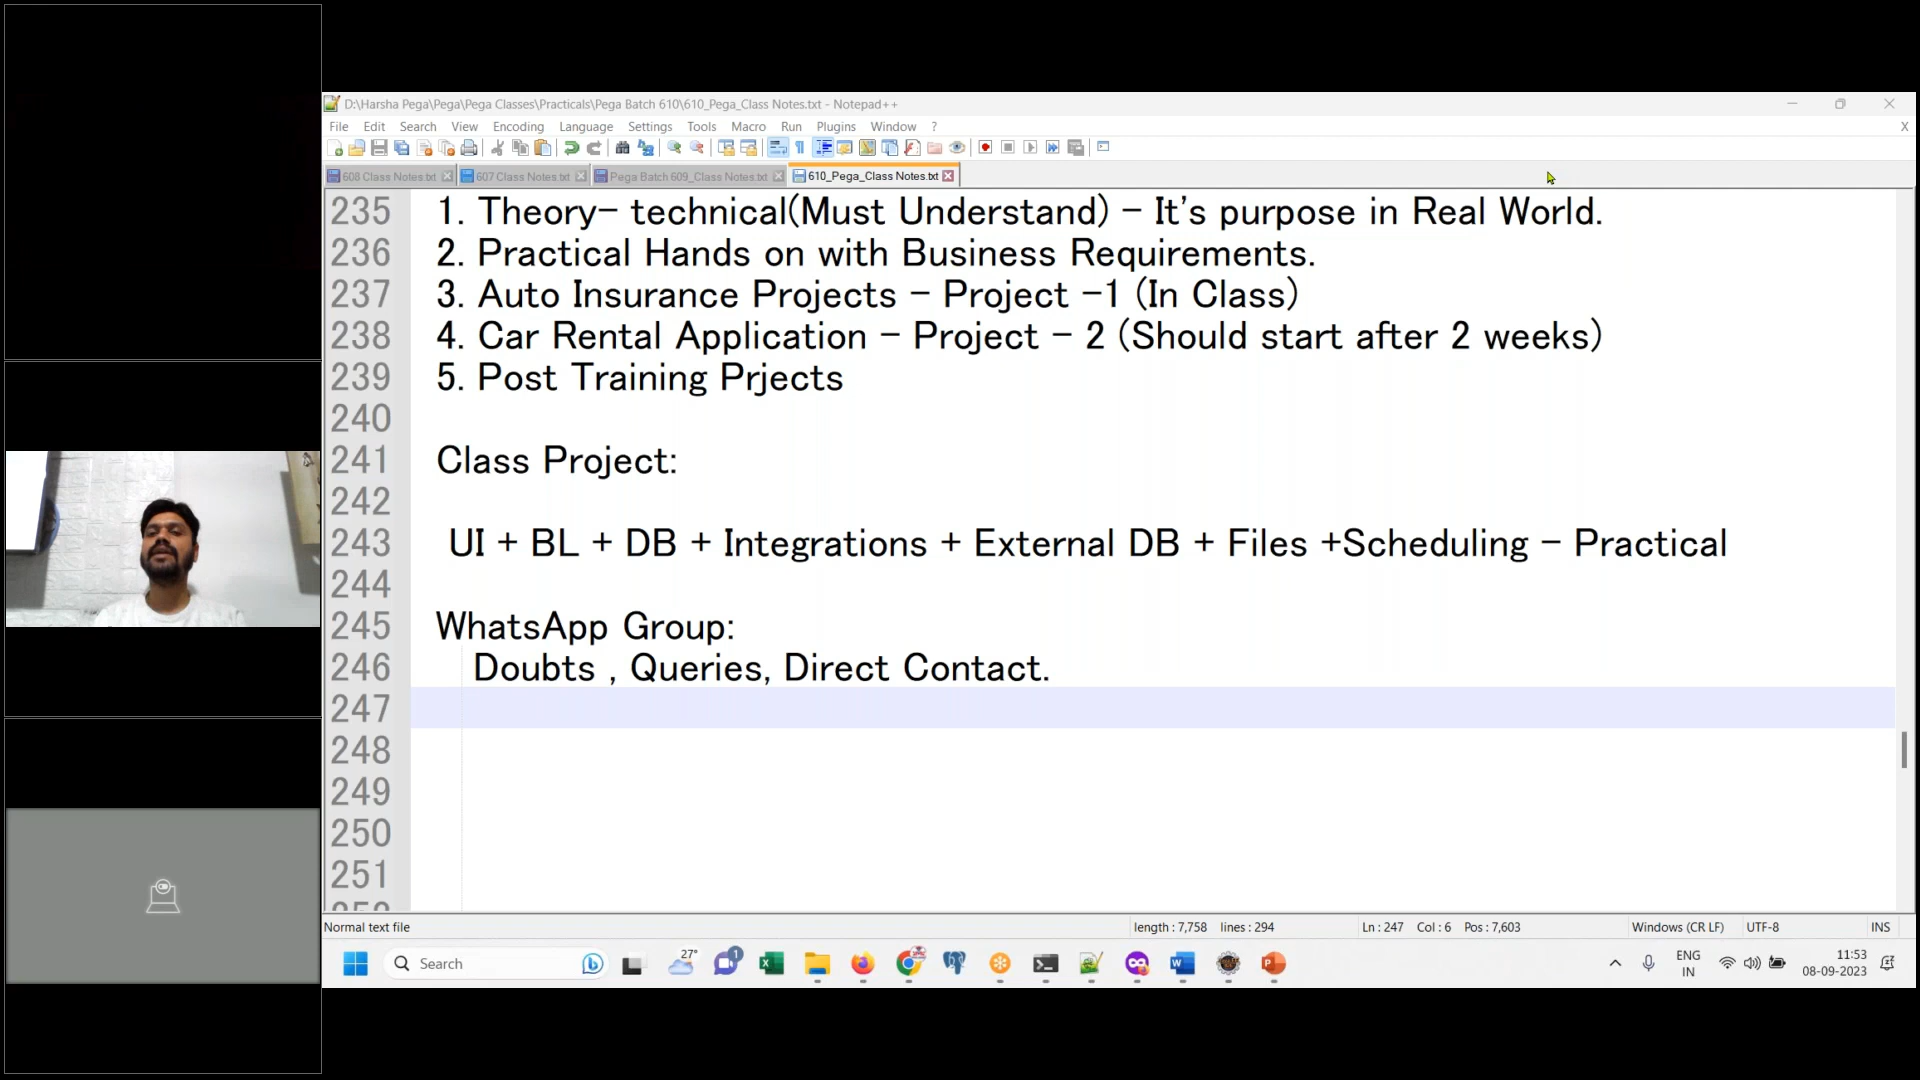 D:\Harsha Pega\Pega\Pega Classes\Practicals\Pega Batch 610\610_Pega_Class Notes.txt - Notepad++
File Edit Search View Encoding Language Settings Tools Macro Run Plugins Window ? X
608 Class Notes.txt 607 Class Notes.txt Pega Batch 609_Class Notes.txt 610_Pega_Class Notes.txt
235 1. Theory- technical(Must Understand) - It's purpose in Real World.
236 2. Practical Hands on with Business Requirements.
237 3. Auto Insurance Projects - Project -1 (In Class)
238 4. Car Rental Application - Project - 2 (Should start after 2 weeks)
239 5. Post Training Prjects
240
241 Class Project:
242
243 UI + BL + DB + Integrations + External DB + Files +Scheduling - Practical
244
245 WhatsApp Group:
246 Doubts , Queries, Direct Contact.
247
248
249
250
251
Normal text file length : 7,758 lines : 294 Ln : 247 Col : 6 Pos : 7,603 Windows (CR LF) UTF-8 INS
Search 27° 1 ENG 11:53
IN 08-09-2023